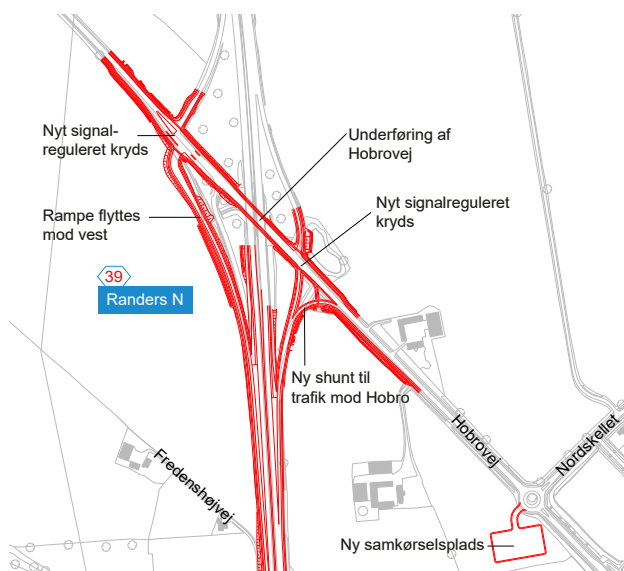 Nyt signal-
reguleret kryds
Underføring af
Hobrovej
Nyt signalreguleret
kryds
Rampe flyttes
mod vest
39
Randers N
Ny shunt til
trafik mod Hobro
Hobrovej
Nordskellet
Fredenshøjvej
Ny samkørselsplads